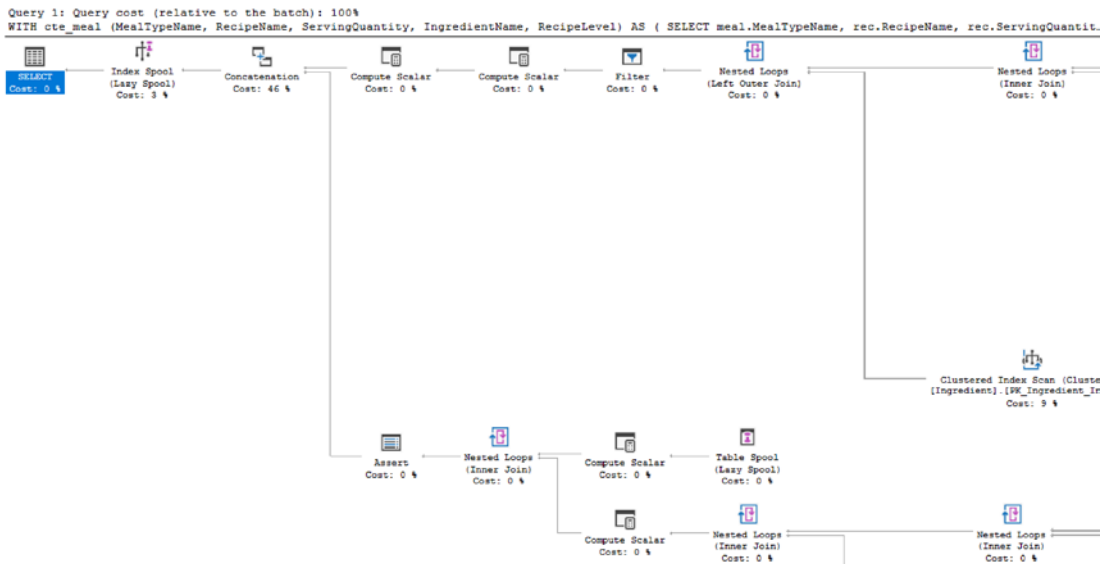 Query 1: Query cost (relative to the batch): 100%
WITH cte_meal (MealTypeName, RecipeName, ServingQuantity, IngredientName, RecipeLevel) AS ( SELECT meal.MealTypeName, rec.RecipeName, rec.ServingQuantit…
SELECT
Cost: 0 %
Index Spool
(Lazy Spool)
Cost: 3 %
Concatenation
Cost: 46 %
Compute Scalar
Cost: 0 %
Compute Scalar
Cost: 0 %
Filter
Cost: 0 %
Nested Loops
(Left Outer Join)
Cost: 0 %
Nested Loops
(Inner Join)
Cost: 0 %
Clustered Index Scan (Cluste
[Ingredient].[PK_Ingredient_In
Cost: 9 %
Assert
Cost: 0 %
Nested Loops
(Inner Join)
Cost: 0 %
Compute Scalar
Cost: 0 %
Table Spool
(Lazy Spool)
Cost: 0 %
Compute Scalar
Cost: 0 %
Nested Loops
(Inner Join)
Cost: 0 %
Nested Loops
(Inner Join)
Cost: 0 %